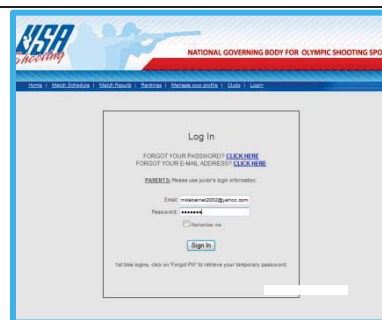 USA
Shooting
NATIONAL GOVERNING BODY FOR OLYMPIC SHOOTING SPO
Home | Match Schedule | Match Results | Rankings | Manage your profile | Clubs | Login
Log In
FORGOT YOUR PASSWORD? CLICK HERE
FORGOT YOUR E-MAIL ADDRESS? CLICK HERE
PARENTS: Please use junior's login information.
Email:
Password: •••••••
Remember me
Sign In
1st time logins, click on "Forgot PW" to retrieve your temporary password.